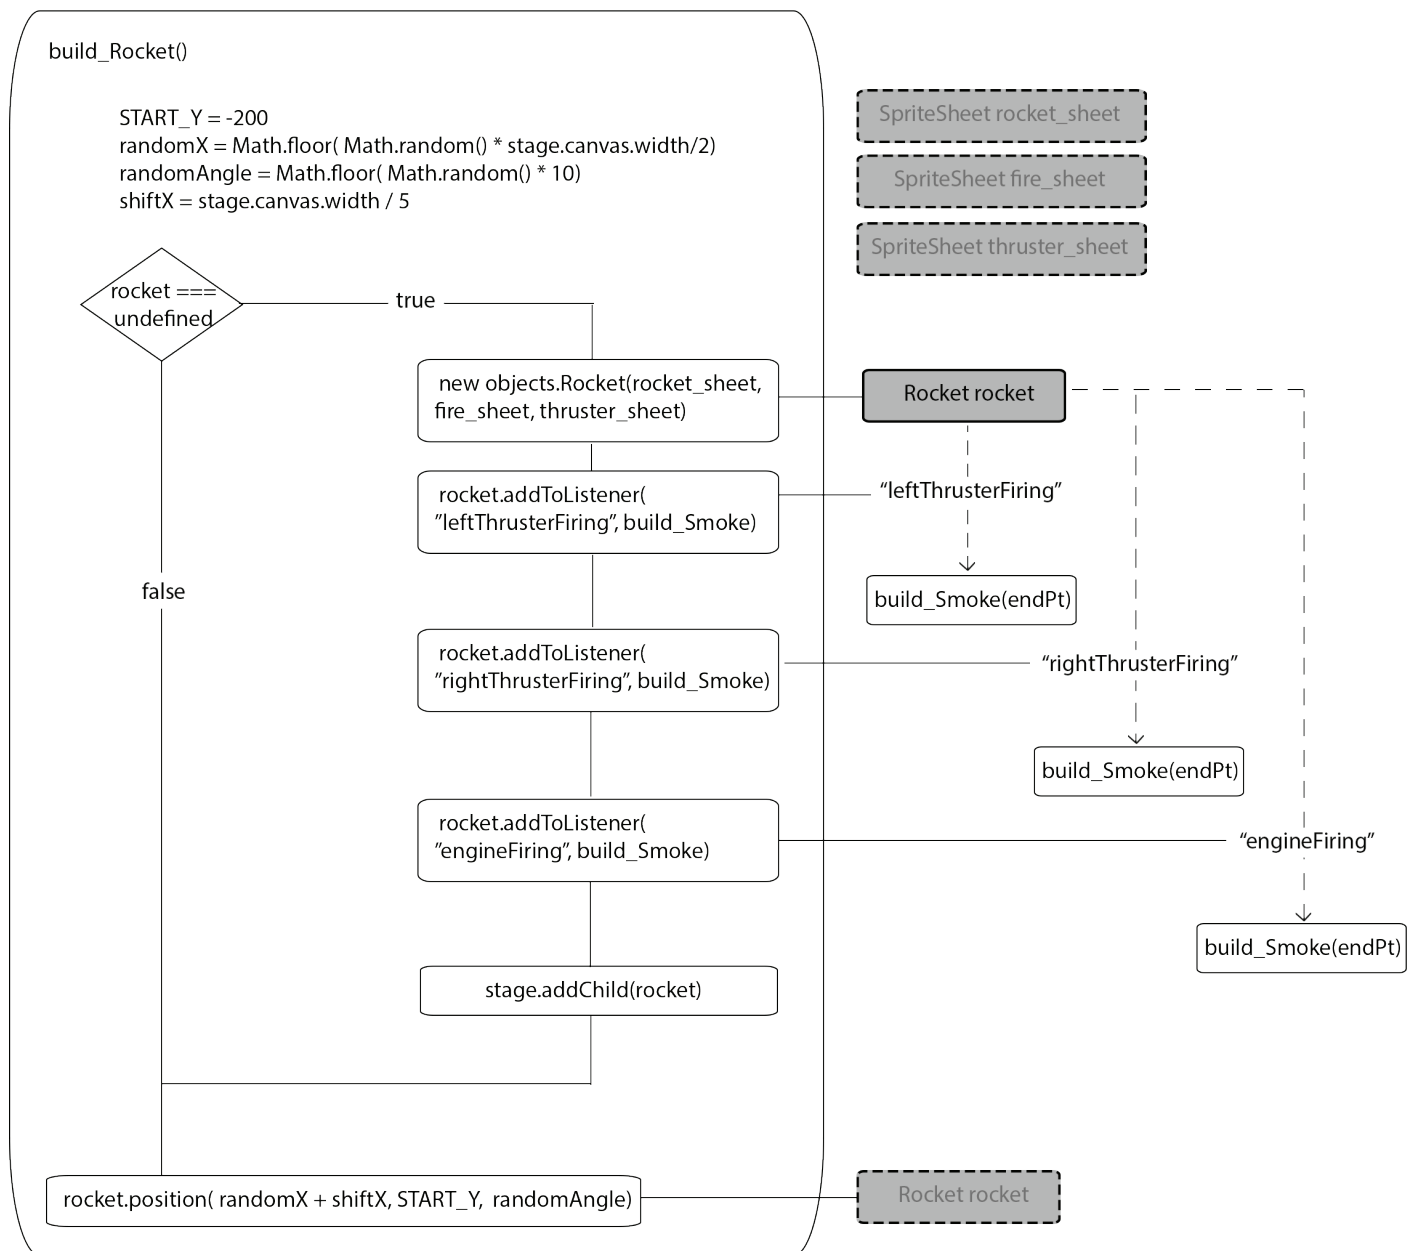 build_Rocket()
START_Y = -200
randomX = Math.floor( Math.random() * stage.canvas.width/2)
randomAngle = Math.floor( Math.random() * 10)
shiftX = stage.canvas.width / 5
SpriteSheet rocket_sheet
SpriteSheet fire_sheet
SpriteSheet thruster_sheet
rocket ===
undefined
true
new objects.Rocket(rocket_sheet,
fire_sheet, thruster_sheet)
Rocket rocket
rocket.addToListener(
”leftThrusterFiring”, build_Smoke)
“leftThrusterFiring”
build_Smoke(endPt)
false
rocket.addToListener(
”rightThrusterFiring”, build_Smoke)
“rightThrusterFiring”
build_Smoke(endPt)
rocket.addToListener(
”engineFiring”, build_Smoke)
“engineFiring”
build_Smoke(endPt)
stage.addChild(rocket)
rocket.position( randomX + shiftX, START_Y,  randomAngle)
Rocket rocket